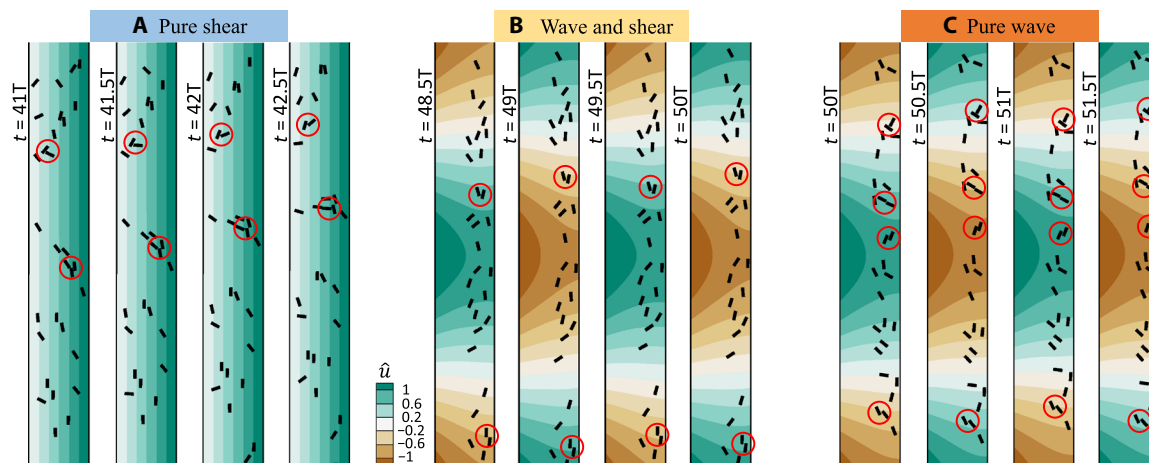 A Pure shear
t = 41T
41.5T
t = 42T
t = 42.5T
B Wave and shear
t = 48.5T
t = 49T
t = 49.5T
t = 50T
û
1
0.6
0.2
−0.2
−0.6
−1
C Pure wave
t = 50T
t = 50.5T
t = 51T
t = 51.5T